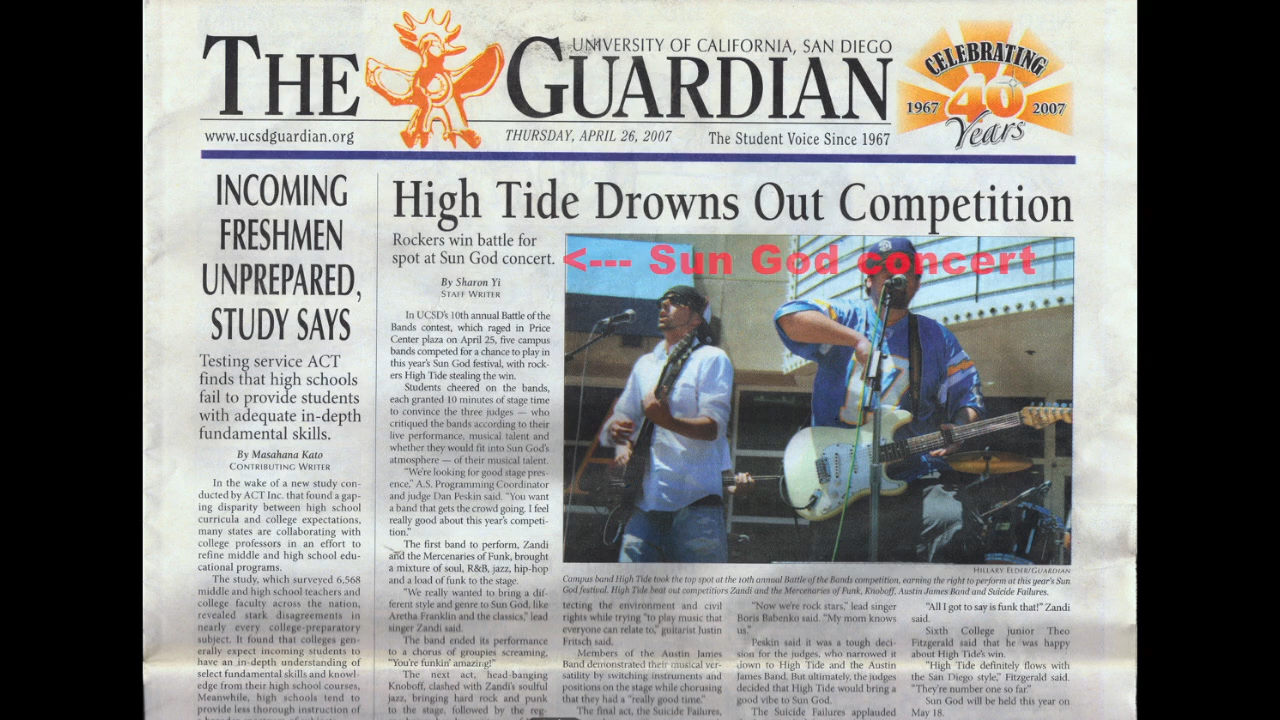 THE GUARDIAN
UNIVERSITY OF CALIFORNIA, SAN DIEGO
CELEBRATING
1967 40 2007
Years
www.ucsdguardian.org
THURSDAY, APRIL 26, 2007
The Student Voice Since 1967
INCOMING
FRESHMEN
UNPREPARED,
STUDY SAYS
Testing service ACT
finds that high schools
fail to provide students
with adequate in-depth
fundamental skills.
By Masahana Kato
CONTRIBUTING WRITER
In the wake of a new study con-
ducted by ACT Inc. that found a gap-
ing disparity between high school
curricula and college expectations,
many states are collaborating with
college professors in an effort to
refine middle and high school edu-
cational programs.
The study, which surveyed 6,568
middle and high school teachers and
college faculty across the nation,
revealed stark disagreements in
nearly every college-preparatory
subject. It found that colleges gen-
erally expect incoming students to
have an in-depth understanding of
select fundamental skills and knowl-
edge from their high school courses,
Meanwhile, high schools tend to
provide less thorough instruction of
High Tide Drowns Out Competition
Rockers win battle for
spot at Sun God concert.
<--- Sun God concert
By Sharon Yi
STAFF WRITER
In UCSD's 10th annual Battle of the
Bands contest, which raged in Price
Center plaza on April 25, five campus
bands competed for a chance to play in
this year's Sun God festival, with rock-
ers High Tide stealing the win.
Students cheered on the bands,
each granted 10 minutes of stage time
to convince the three judges — who
critiqued the bands according to their
live performance, musical talent and
whether they would fit into Sun God's
atmosphere — of their musical talent.
"We're looking for good stage pres-
ence," A.S. Programming Coordinator
and judge Dan Peskin said. "You want
a band that gets the crowd going. I feel
really good about this year's competi-
tion."
The first band to perform, Zandi
and the Mercenaries of Funk, brought
a mixture of soul, R&B, jazz, hip-hop
and a load of funk to the stage.
"We really wanted to bring a dif-
ferent style and genre to Sun God, like
Aretha Franklin and the classics," lead
singer Zandi said.
The band ended its performance
to a chorus of groupies screaming,
"You're funkin' amazing!"
The next act, head-banging
Knoboff, clashed with Zandi's soulful
jazz, bringing hard rock and punk
to the stage, followed by the reg-
HILLARY ELDER/GUARDIAN
Campus band High Tide took the top spot at the 10th annual Battle of the Bands competition, earning the right to perform at this year's Sun
God festival. High Tide beat out competitors Zandi and the Mercenaries of Funk, Knoboff, Austin James Band and Suicide Failures.
tecting the environment and civil
rights while trying "to play music that
everyone can relate to," guitarist Justin
Fritsch said.
Members of the Austin James
Band demonstrated their musical ver-
satility by switching instruments and
positions on the stage while chorusing
that they had a "really good time."
The final act, the Suicide Failures,
"Now we're rock stars," lead singer
Boris Babenko said. "My mom knows
us."
Peskin said it was a tough deci-
sion for the judges, who narrowed it
down to High Tide and the Austin
James Band. But ultimately, the judges
decided that High Tide would bring a
good vibe to Sun God.
The Suicide Failures applauded
"All I got to say is funk that!" Zandi
said.
Sixth College junior Theo
Fitzgerald said that he was happy
about High Tide's win.
"High Tide definitely flows with
the San Diego style," Fitzgerald said.
"They're number one so far."
Sun God will be held this year on
May 18.